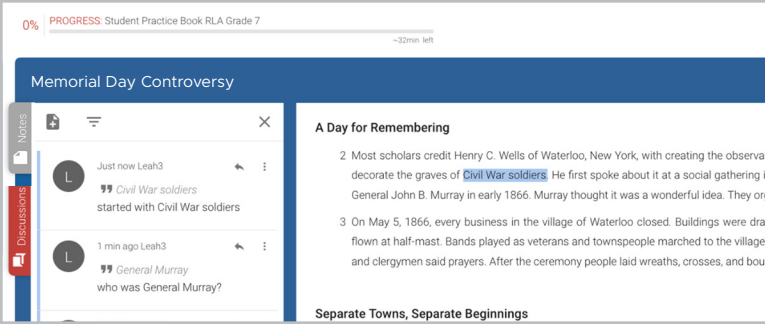 0% PROGRESS: Student Practice Book RLA Grade 7
~32min left
Memorial Day Controversy
Notes
Discussions
L
Just now Leah3
Civil War soldiers
started with Civil War soldiers
L
1 min ago Leah3
General Murray
who was General Murray?
A Day for Remembering
2 Most scholars credit Henry C. Wells of Waterloo, New York, with creating the observa
decorate the graves of Civil War soldiers. He first spoke about it at a social gathering i
General John B. Murray in early 1866. Murray thought it was a wonderful idea. They or
3 On May 5, 1866, every business in the village of Waterloo closed. Buildings were dra
flown at half-mast. Bands played as veterans and townspeople marched to the village
and clergymen said prayers. After the ceremony people laid wreaths, crosses, and bou
Separate Towns, Separate Beginnings